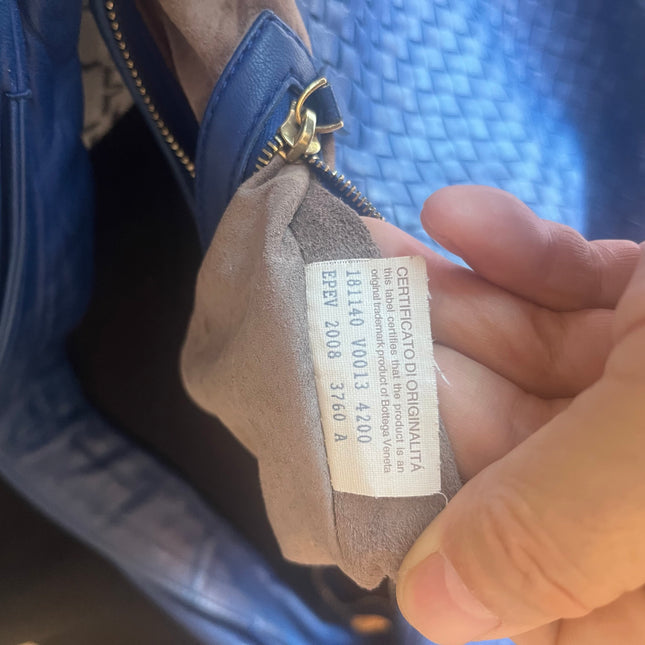 CERTIFICATO DI ORIGINALITÁ
this label certifies that the product is an
original trademark product of Bottega Veneta
181140 V0013 4200
EPEV 2008 3760 A